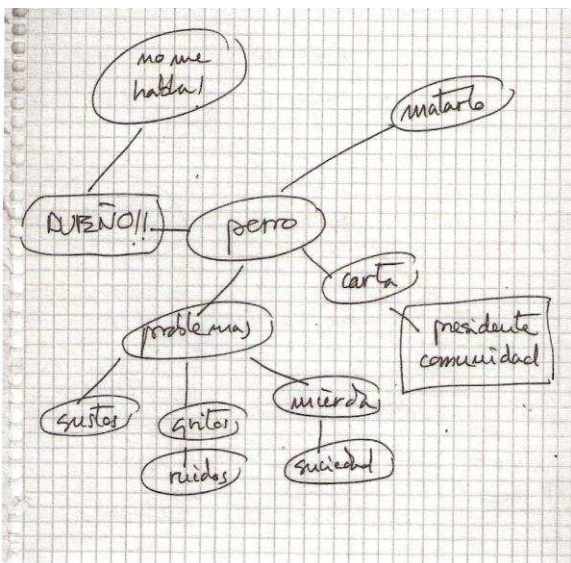 no me
habla!
matarlo
DUEÑO!!
perro
carta
presidente
comunidad
problemas
sustos
gritos
mierda
ruidos
suciedad